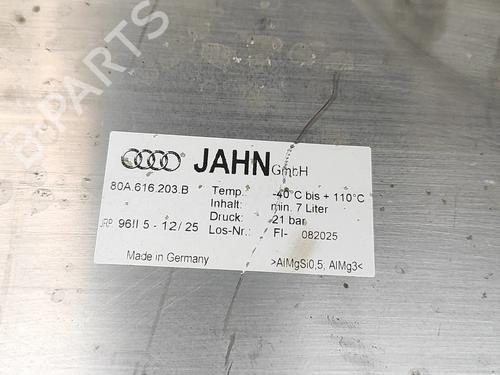 B-PARTS
JAHN GmbH
80A.616.203.B Temp.: -40°C bis + 110°C
Inhalt: min. 7 Liter
JRP 96II 5 - 12/ 25 Druck: 21 bar
Los-Nr.: FI- 082025
Made in Germany >AlMgSi0,5; AlMg3<